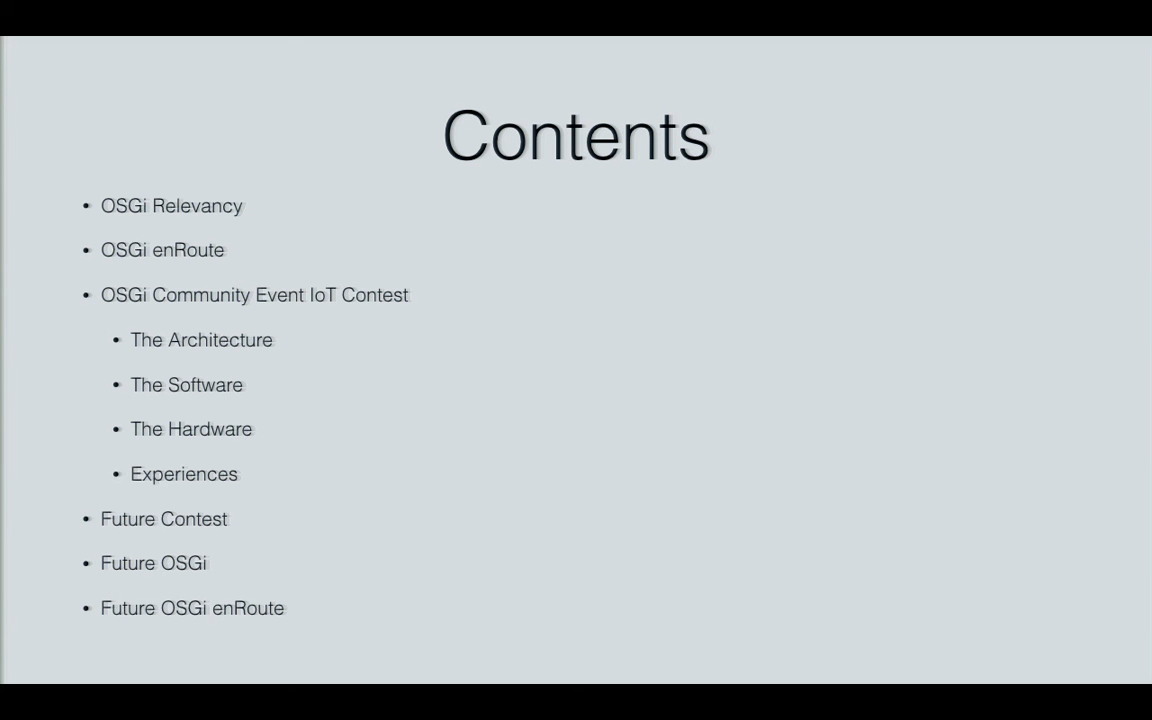 Contents
• OSGi Relevancy
• OSGi enRoute
• OSGi Community Event IoT Contest
• The Architecture
• The Software
• The Hardware
• Experiences
• Future Contest
• Future OSGi
• Future OSGi enRoute